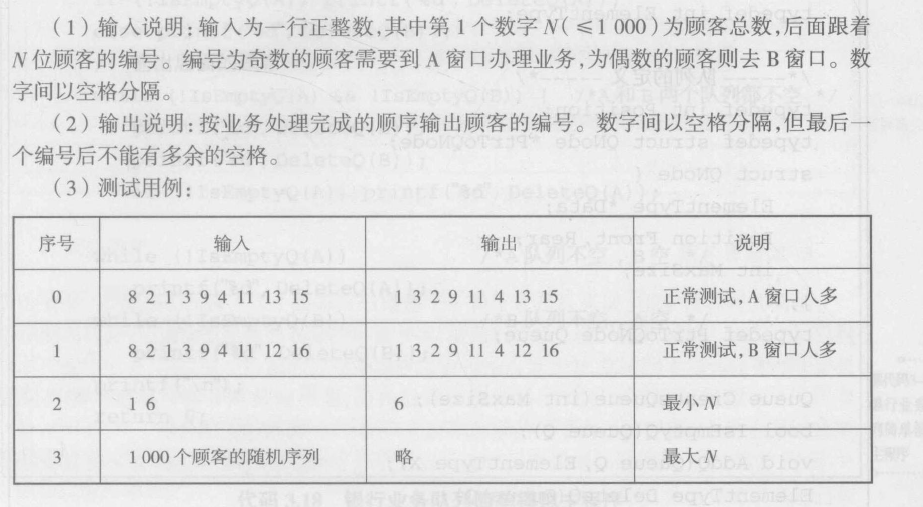 （1）输入说明：输入为一行正整数，其中第 1 个数字 N（≤1 000）为顾客总数，后面跟着
N 位顾客的编号。编号为奇数的顾客需要到 A 窗口办理业务，为偶数的顾客则去 B 窗口。数
字间以空格分隔。
（2）输出说明：按业务处理完成的顺序输出顾客的编号。数字间以空格分隔，但最后一
个编号后不能有多余的空格。
（3）测试用例：
序号 输入 输出 说明
0 8 2 1 3 9 4 11 13 15 1 3 2 9 11 4 13 15 正常测试，A 窗口人多
1 8 2 1 3 9 4 11 12 16 1 3 2 9 11 4 12 16 正常测试，B 窗口人多
2 1 6 6 最小 N
3 1 000 个顾客的随机序列 略 最大 N